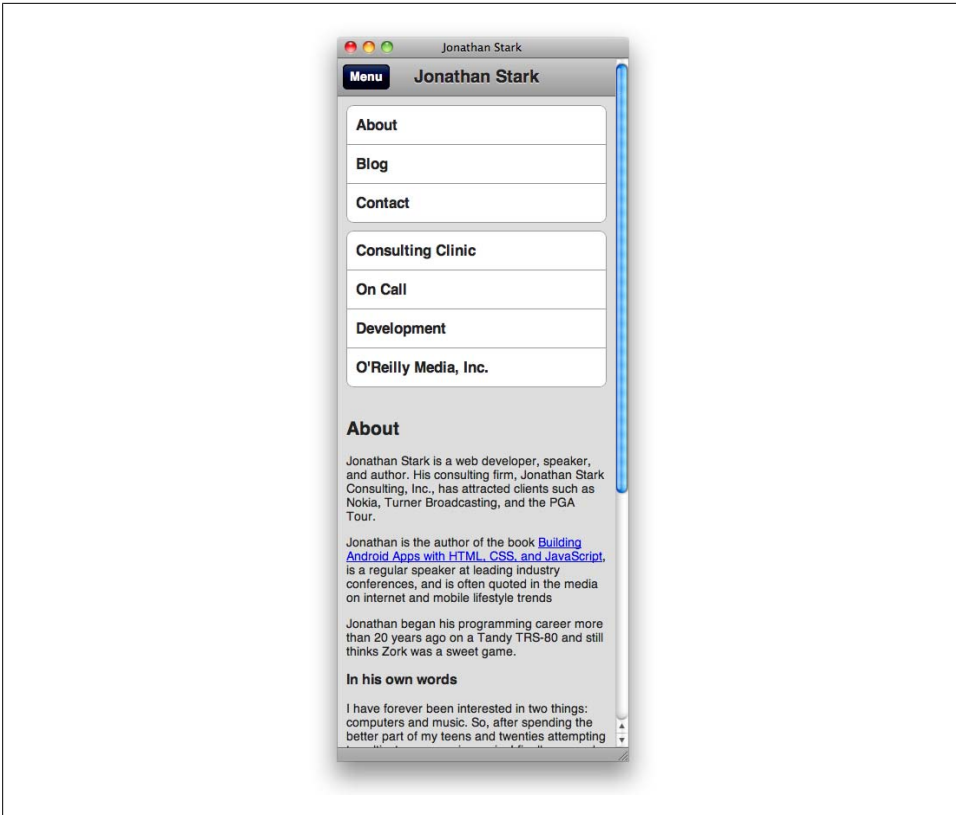 Jonathan Stark
Menu
Jonathan Stark
About
Blog
Contact
Consulting Clinic
On Call
Development
O'Reilly Media, Inc.
About
Jonathan Stark is a web developer, speaker,
and author. His consulting firm, Jonathan Stark
Consulting, Inc., has attracted clients such as
Nokia, Turner Broadcasting, and the PGA
Tour.
Jonathan is the author of the book Building
Android Apps with HTML, CSS, and JavaScript,
is a regular speaker at leading industry
conferences, and is often quoted in the media
on internet and mobile lifestyle trends
Jonathan began his programming career more
than 20 years ago on a Tandy TRS-80 and still
thinks Zork was a sweet game.
In his own words
I have forever been interested in two things:
computers and music. So, after spending the
better part of my teens and twenties attempting